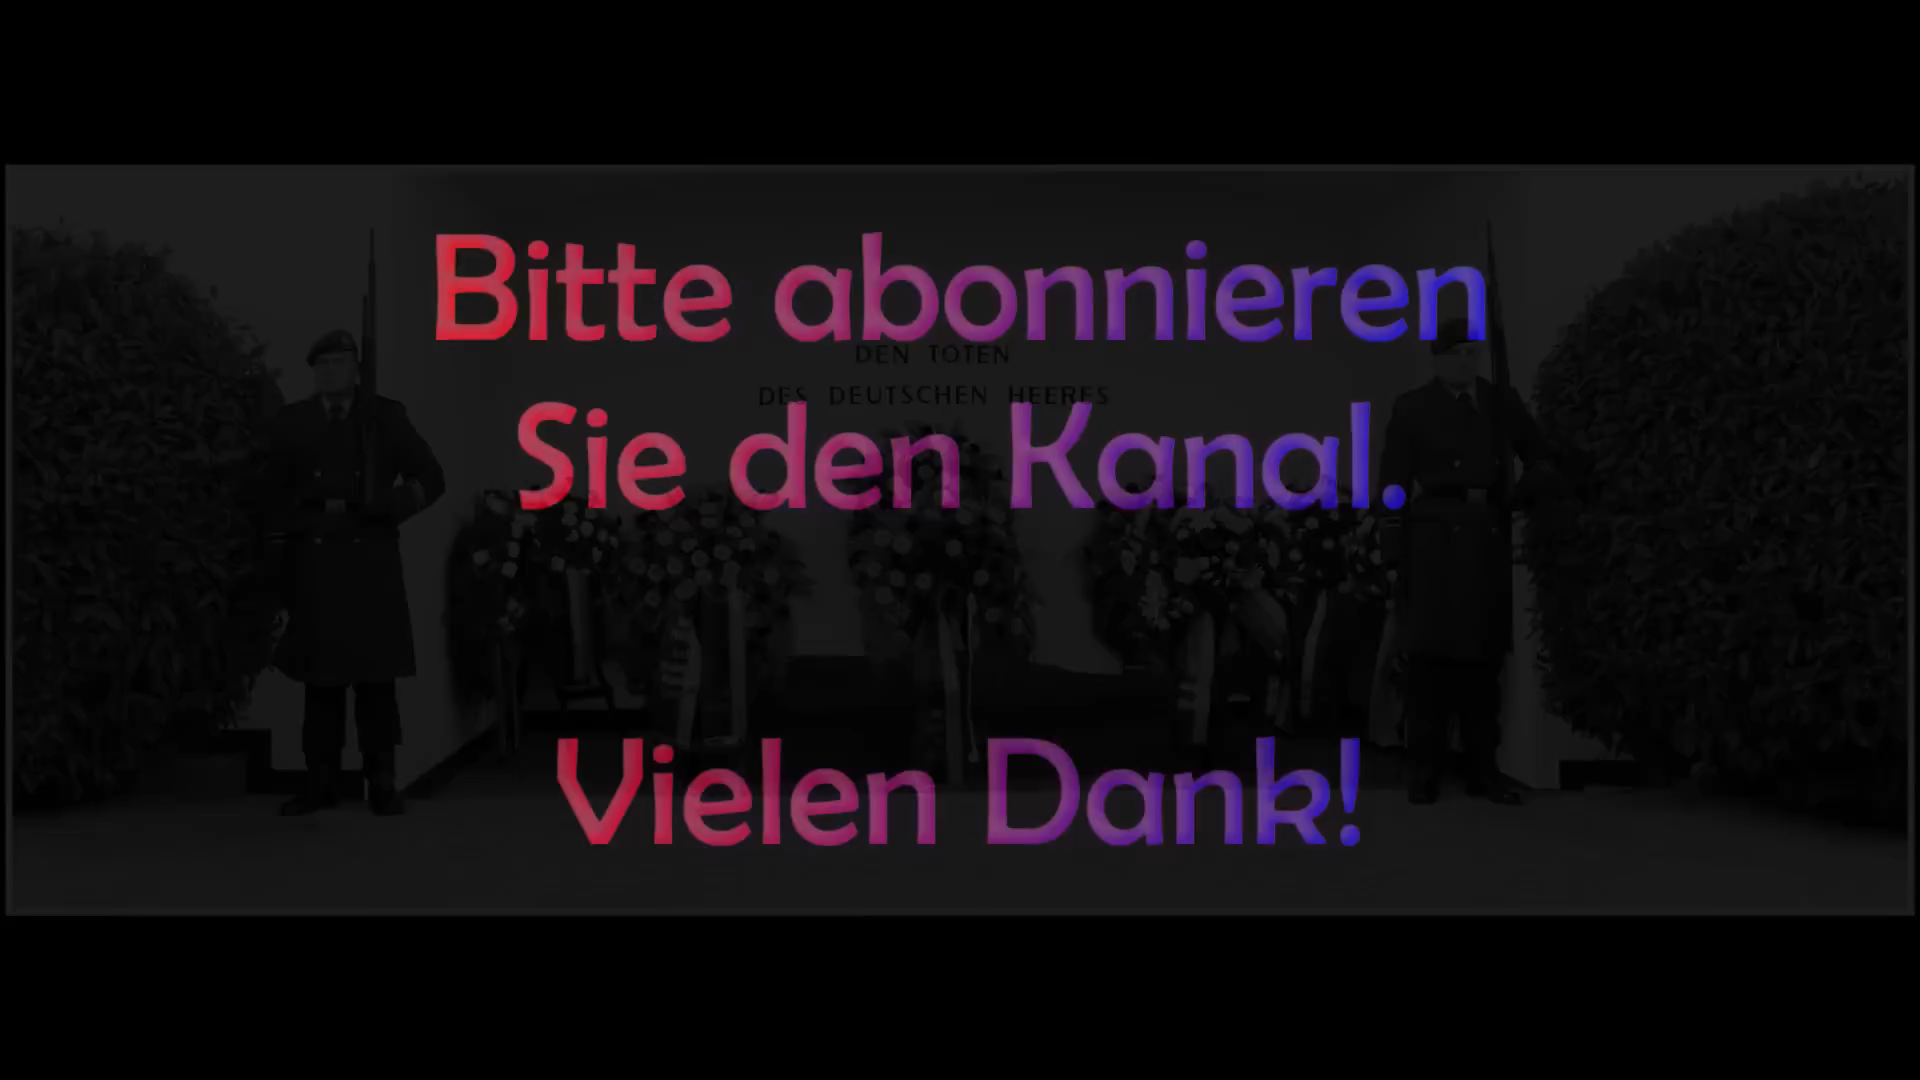 Bitte abonnieren
DEN TOTEN
DES DEUTSCHEN HEERES
Sie den Kanal.
Vielen Dank!